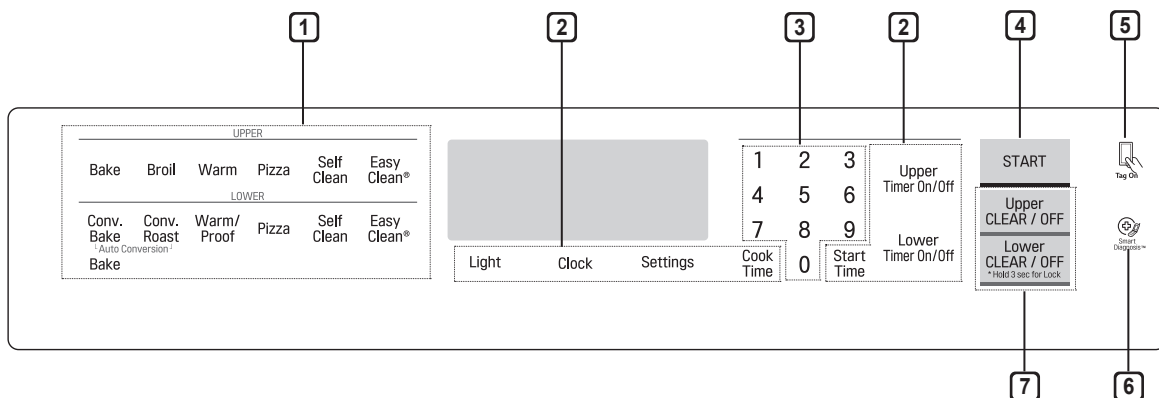 1 2 3 2 4 5
UPPER
Bake Broil Warm Pizza Self Clean Easy Clean®
LOWER
Conv. Bake Conv. Roast Warm/ Proof Pizza Self Clean Easy Clean®
└Auto Conversion┘
Bake
Light Clock Settings Cook Time
1 2 3
4 5 6
7 8 9
0
Start Time
Upper
Timer On/Off
Lower
Timer On/Off
START
Upper
CLEAR / OFF
Lower
CLEAR / OFF
* Hold 3 sec for Lock
Tag On
Smart
Diagnosis™
7 6